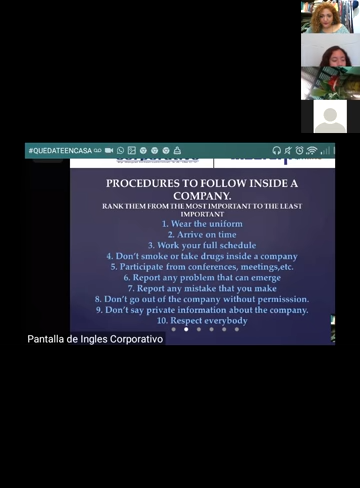 #QUEDATEENCASA
PROCEDURES TO FOLLOW INSIDE A
COMPANY.
RANK THEM FROM THE MOST IMPORTANT TO THE LEAST
IMPORTANT
1. Wear the uniform
2. Arrive on time
3. Work your full schedule
4. Don't smoke or take drugs inside a company
5. Participate from conferences, meetings,etc.
6. Report any problem that can emerge
7. Report any mistake that you make
8. Don't go out of the company without permisssion.
9. Don't say private information about the company.
10. Respect everybody
Pantalla de Ingles Corporativo